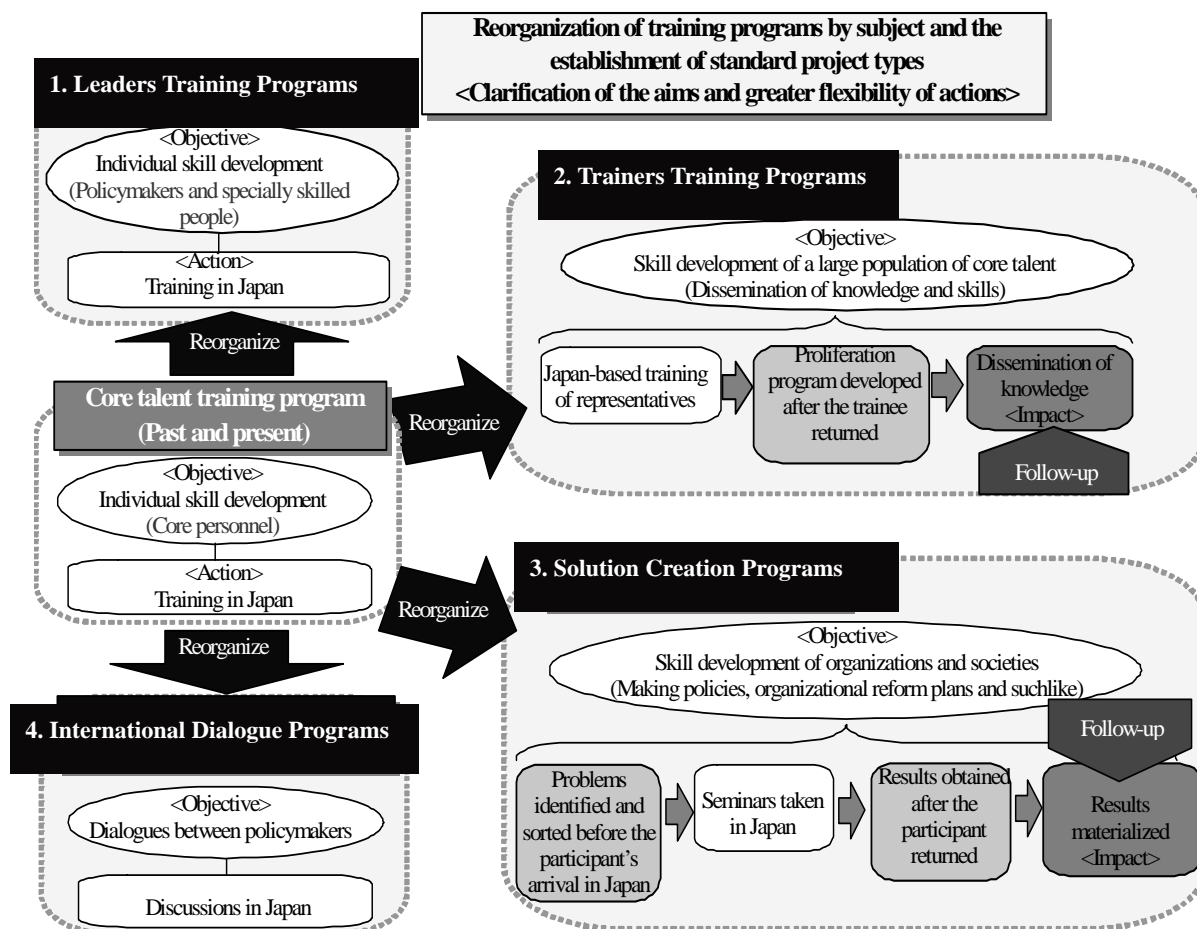 Reorganization of training programs by subject and the
establishment of standard project types
<Clarification of the aims and greater flexibility of actions>
1. Leaders Training Programs
<Objective>
Individual skill development
(Policymakers and specially skilled
people)
<Action>
Training in Japan
Reorganize
Core talent training program
(Past and present)
<Objective>
Individual skill development
(Core personnel)
<Action>
Training in Japan
Reorganize
Reorganize
Reorganize
2. Trainers Training Programs
<Objective>
Skill development of a large population of core talent
(Dissemination of knowledge and skills)
Japan-based training
of representatives
Proliferation
program developed
after the trainee
returned
Dissemination of
knowledge
<Impact>
Follow-up
3. Solution Creation Programs
<Objective>
Skill development of organizations and societies
(Making policies, organizational reform plans and suchlike)
Follow-up
Problems
identified and
sorted before the
participant's
arrival in Japan
Seminars taken
in Japan
Results obtained
after the
participant
returned
Results
materialized
<Impact>
4. International Dialogue Programs
<Objective>
Dialogues between policymakers
Discussions in Japan